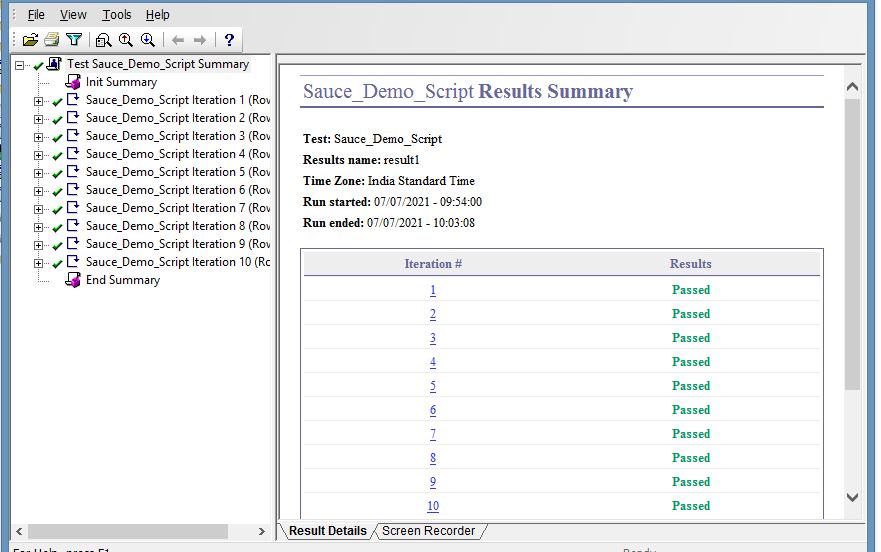 File View Tools Help
Test Sauce_Demo_Script Summary
Init Summary
Sauce_Demo_Script Iteration 1 (Rov
Sauce_Demo_Script Iteration 2 (Rov
Sauce_Demo_Script Iteration 3 (Rov
Sauce_Demo_Script Iteration 4 (Rov
Sauce_Demo_Script Iteration 5 (Rov
Sauce_Demo_Script Iteration 6 (Rov
Sauce_Demo_Script Iteration 7 (Rov
Sauce_Demo_Script Iteration 8 (Rov
Sauce_Demo_Script Iteration 9 (Rov
Sauce_Demo_Script Iteration 10 (Ro
End Summary
Sauce_Demo_Script Results Summary
Test: Sauce_Demo_Script
Results name: result1
Time Zone: India Standard Time
Run started: 07/07/2021 - 09:54:00
Run ended: 07/07/2021 - 10:03:08
Iteration # Results
1 Passed
2 Passed
3 Passed
4 Passed
5 Passed
6 Passed
7 Passed
8 Passed
9 Passed
10 Passed
Result Details Screen Recorder
For Help, press F1 Ready